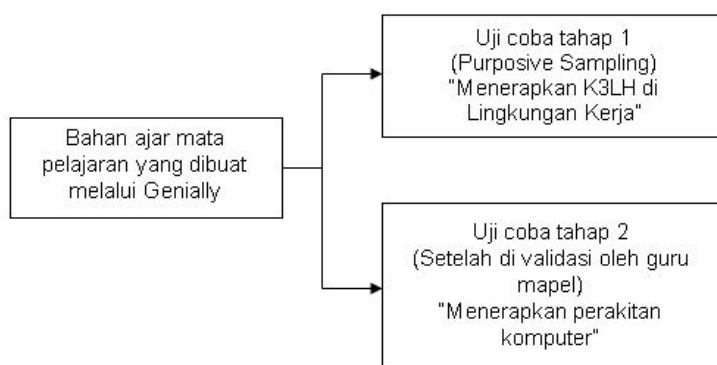 Bahan ajar mata
pelajaran yang dibuat
melalui Genially
Uji coba tahap 1
(Purposive Sampling)
"Menerapkan K3LH di
Lingkungan Kerja"
Uji coba tahap 2
(Setelah di validasi oleh guru
mapel)
"Menerapkan perakitan
komputer"